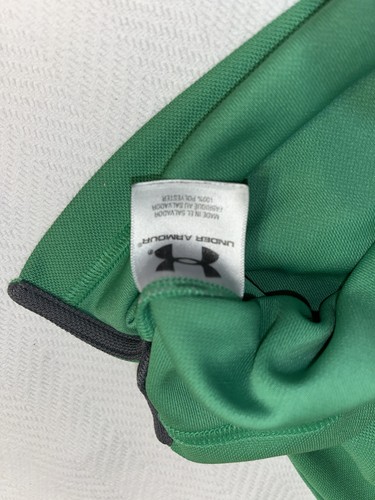 UNDER ARMOUR®
100% POLYESTER
FABRIQUÉ AU SALVADOR
MADE IN EL SALVADOR